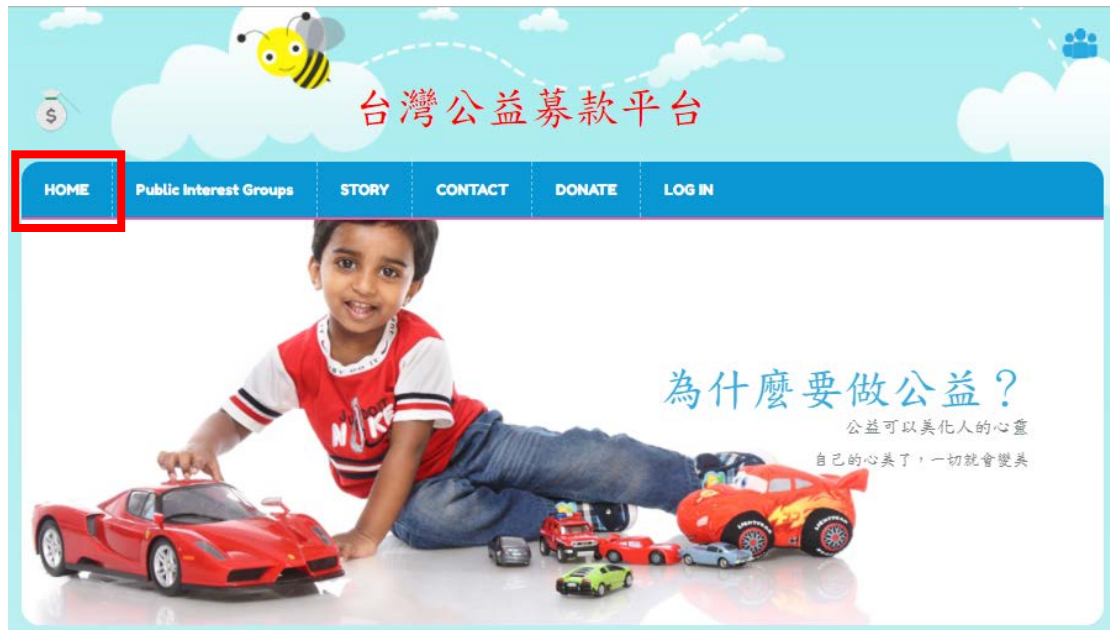 $
台灣公益募款平台
HOME
Public Interest Groups
STORY
CONTACT
DONATE
LOG IN
為什麼要做公益？
公益可以美化人的心靈
自己的心美了，一切就會變美